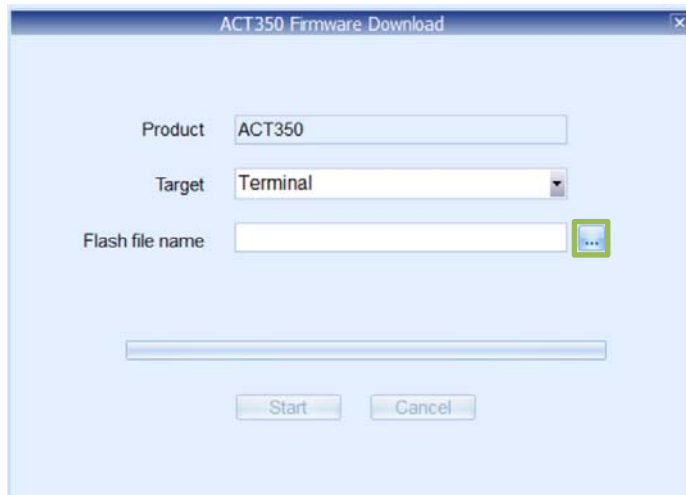 ACT350 Firmware Download
Product ACT350
Target Terminal
Flash file name ...
Start Cancel